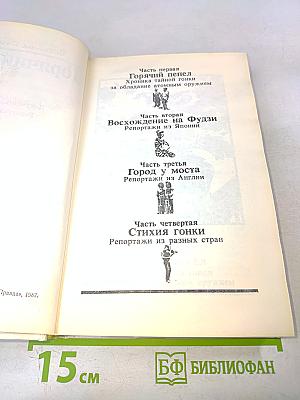 Часть первая
Горячий пепел
Хроника тайной гонки
за обладание атомным оружием
Часть вторая
Восхождение на Фудзи
Репортажи из Японии
Часть третья
Город у моста
Репортажи из Англии
Часть четвертая
Стихия гонки
Репортажи из разных стран
Правда», 1987.
15 см
БФ БИБЛИОФАН